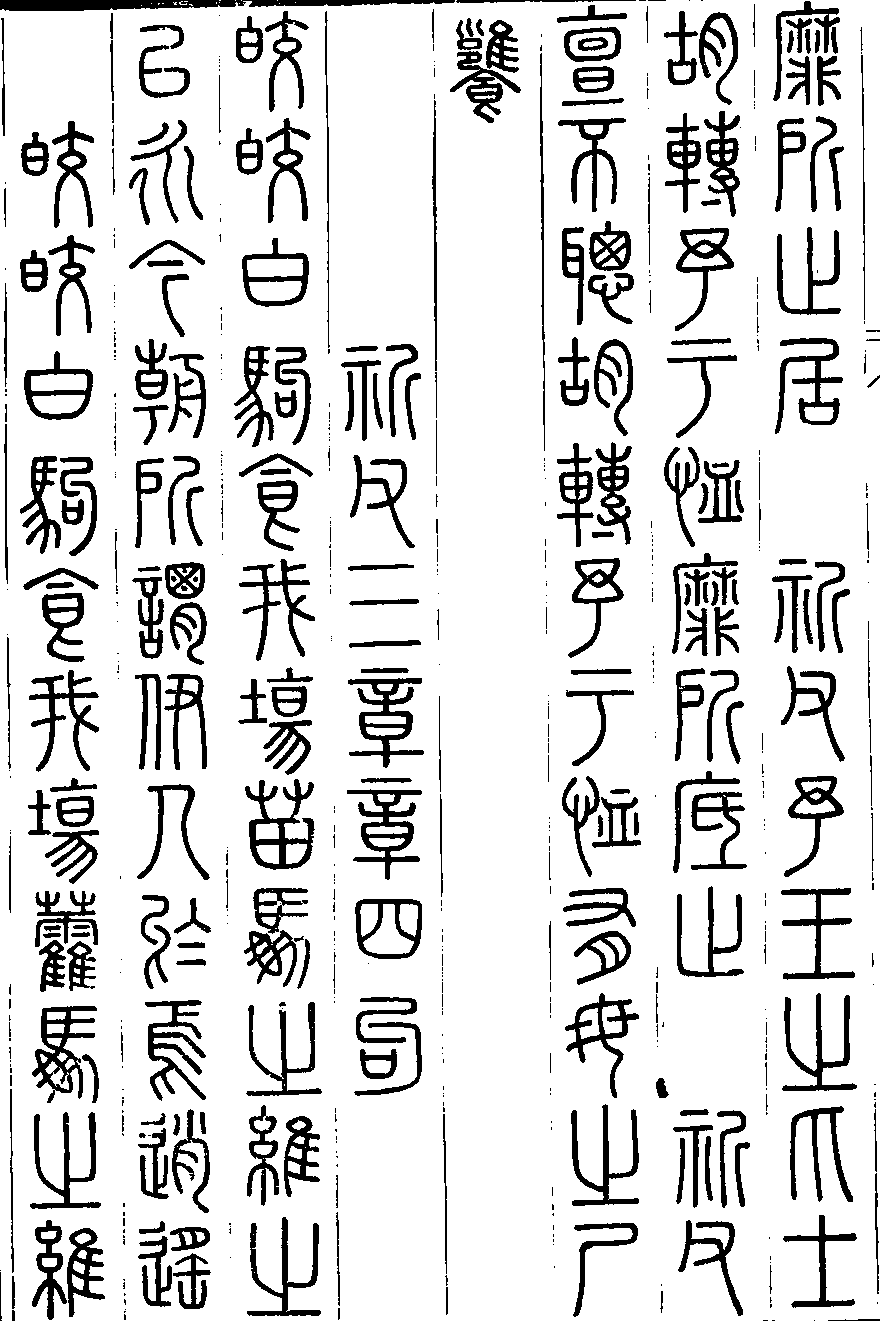 靡所止居　祈父予王之爪士
胡轉予于恤靡所底止　祈父
亶不聰胡轉予于恤有母之尸
饔
祈父三章章四句
皎皎白駒食我場苗縶之維之
以永今朝所謂伊人於焉逍遙
皎皎白駒食我場藿縶之維